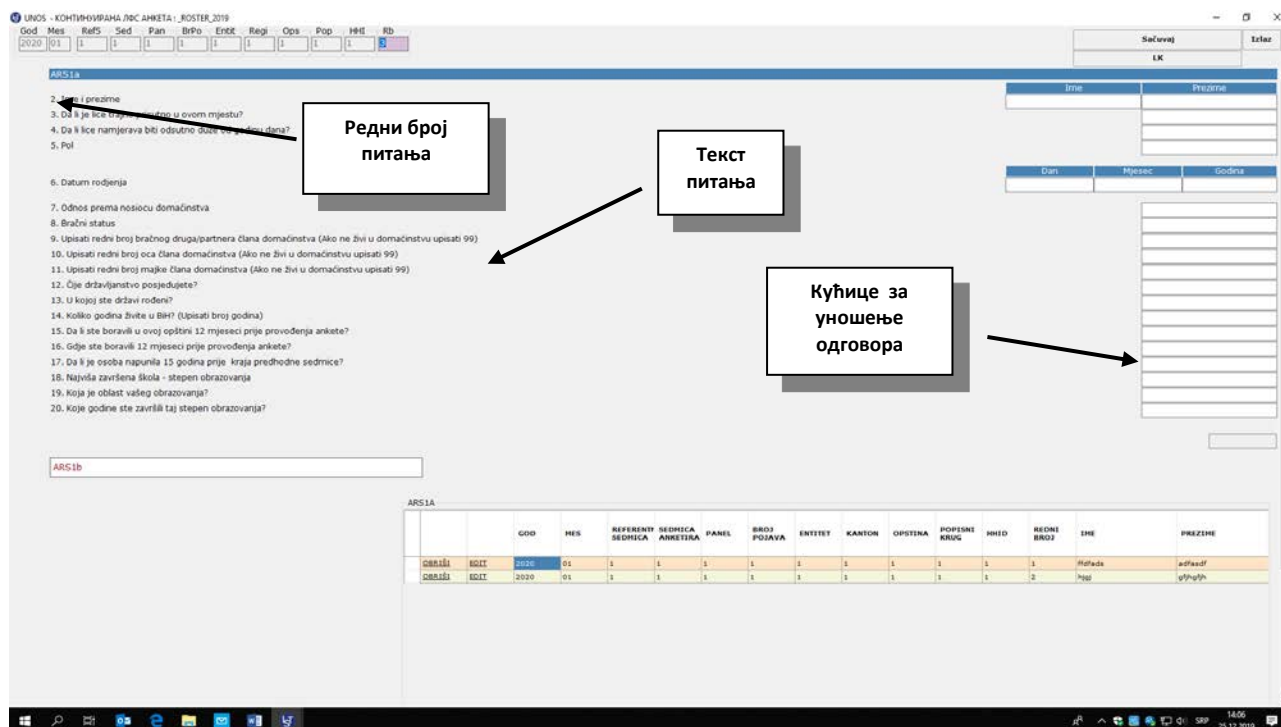 UNOS - КОНТИНУИРАНА ЛФС АНКЕТА : _ROSTER_2019
God Mes RefS Sed Pan BrPo Entit Regi Ops Pop HHI Rb
2020 01 1 1 1 1 1 1 1 1 1 3
Sačuvaj Izlaz
LK
ARS1a
Ime Prezime
2. Ime i prezime
3. Da li je lice trajno prisutno u ovom mjestu?
4. Da li lice namjerava biti odsutno duže od godinu dana?
5. Pol
Редни број
питања
Текст
питања
Dan Mjesec Godina
6. Datum rodjenja
7. Odnos prema nosiocu domaćinstva
8. Bračni status
9. Upisati redni broj bračnog druga/partnera člana domaćinstva (Ako ne živi u domaćinstvu upisati 99)
10. Upisati redni broj oca člana domaćinstva (Ako ne živi u domaćinstvu upisati 99)
11. Upisati redni broj majke člana domaćinstva (Ako ne živi u domaćinstvu upisati 99)
12. Čije državljanstvo posjedujete?
13. U kojoj ste državi rođeni?
14. Koliko godina živite u BiH? (Upisati broj godina)
15. Da li ste boravili u ovoj opštini 12 mjeseci prije provođenja ankete?
16. Gdje ste boravili 12 mjeseci prije provođenja ankete?
17. Da li je osoba napunila 15 godina prije kraja predhodne sedmice?
18. Najviša završena škola - stepen obrazovanja
19. Koja je oblast vašeg obrazovanja?
20. Koje godine ste završili taj stepen obrazovanja?
Кућице за
уношење
одговора
ARS1b
ARS1A
GOD MES REFERENTN SEDMICA SEDMICA ANKETIRA PANEL BROJ POJAVA ENTITET KANTON OPSTINA POPISNI KRUG HHID REDNI BROJ IME PREZIME
OBRIŠI EDIT 2020 01 1 1 1 1 1 1 1 1 1 1 ffdfads adfasdf
OBRIŠI EDIT 2020 01 1 1 1 1 1 1 1 1 1 2
SRP 14:06
25.12.2019